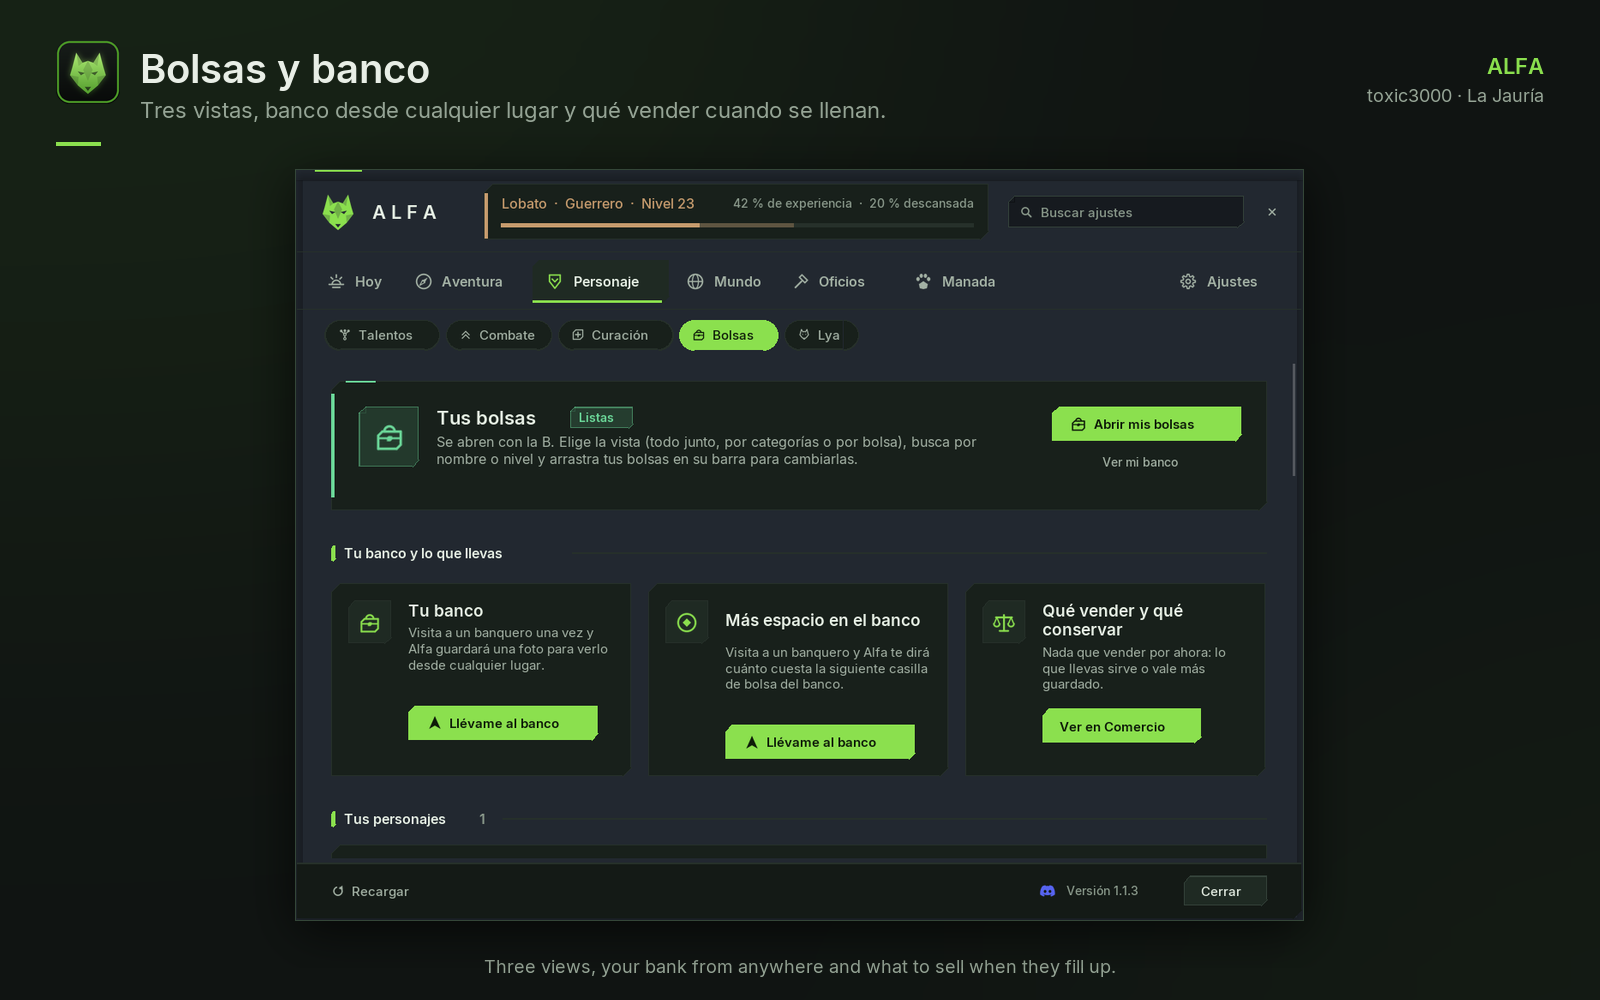 Bolsas y banco
Tres vistas, banco desde cualquier lugar y qué vender cuando se llenan.
ALFA
toxic3000 · La Jauría
ALFA
Lobato · Guerrero · Nivel 23
42 % de experiencia · 20 % descansada
Buscar ajustes
Hoy
Aventura
Personaje
Mundo
Oficios
Manada
Ajustes
Talentos
Combate
Curación
Bolsas
Lya
Tus bolsas
Listas
Se abren con la B. Elige la vista (todo junto, por categorías o por bolsa), busca por
nombre o nivel y arrastra tus bolsas en su barra para cambiarlas.
Abrir mis bolsas
Ver mi banco
Tu banco y lo que llevas
Tu banco
Visita a un banquero una vez y
Alfa guardará una foto para verlo
desde cualquier lugar.
Llévame al banco
Más espacio en el banco
Visita a un banquero y Alfa te dirá
cuánto cuesta la siguiente casilla
de bolsa del banco.
Llévame al banco
Qué vender y qué
conservar
Nada que vender por ahora: lo
que llevas sirve o vale más
guardado.
Ver en Comercio
Tus personajes 1
Recargar
Versión 1.1.3
Cerrar
Three views, your bank from anywhere and what to sell when they fill up.